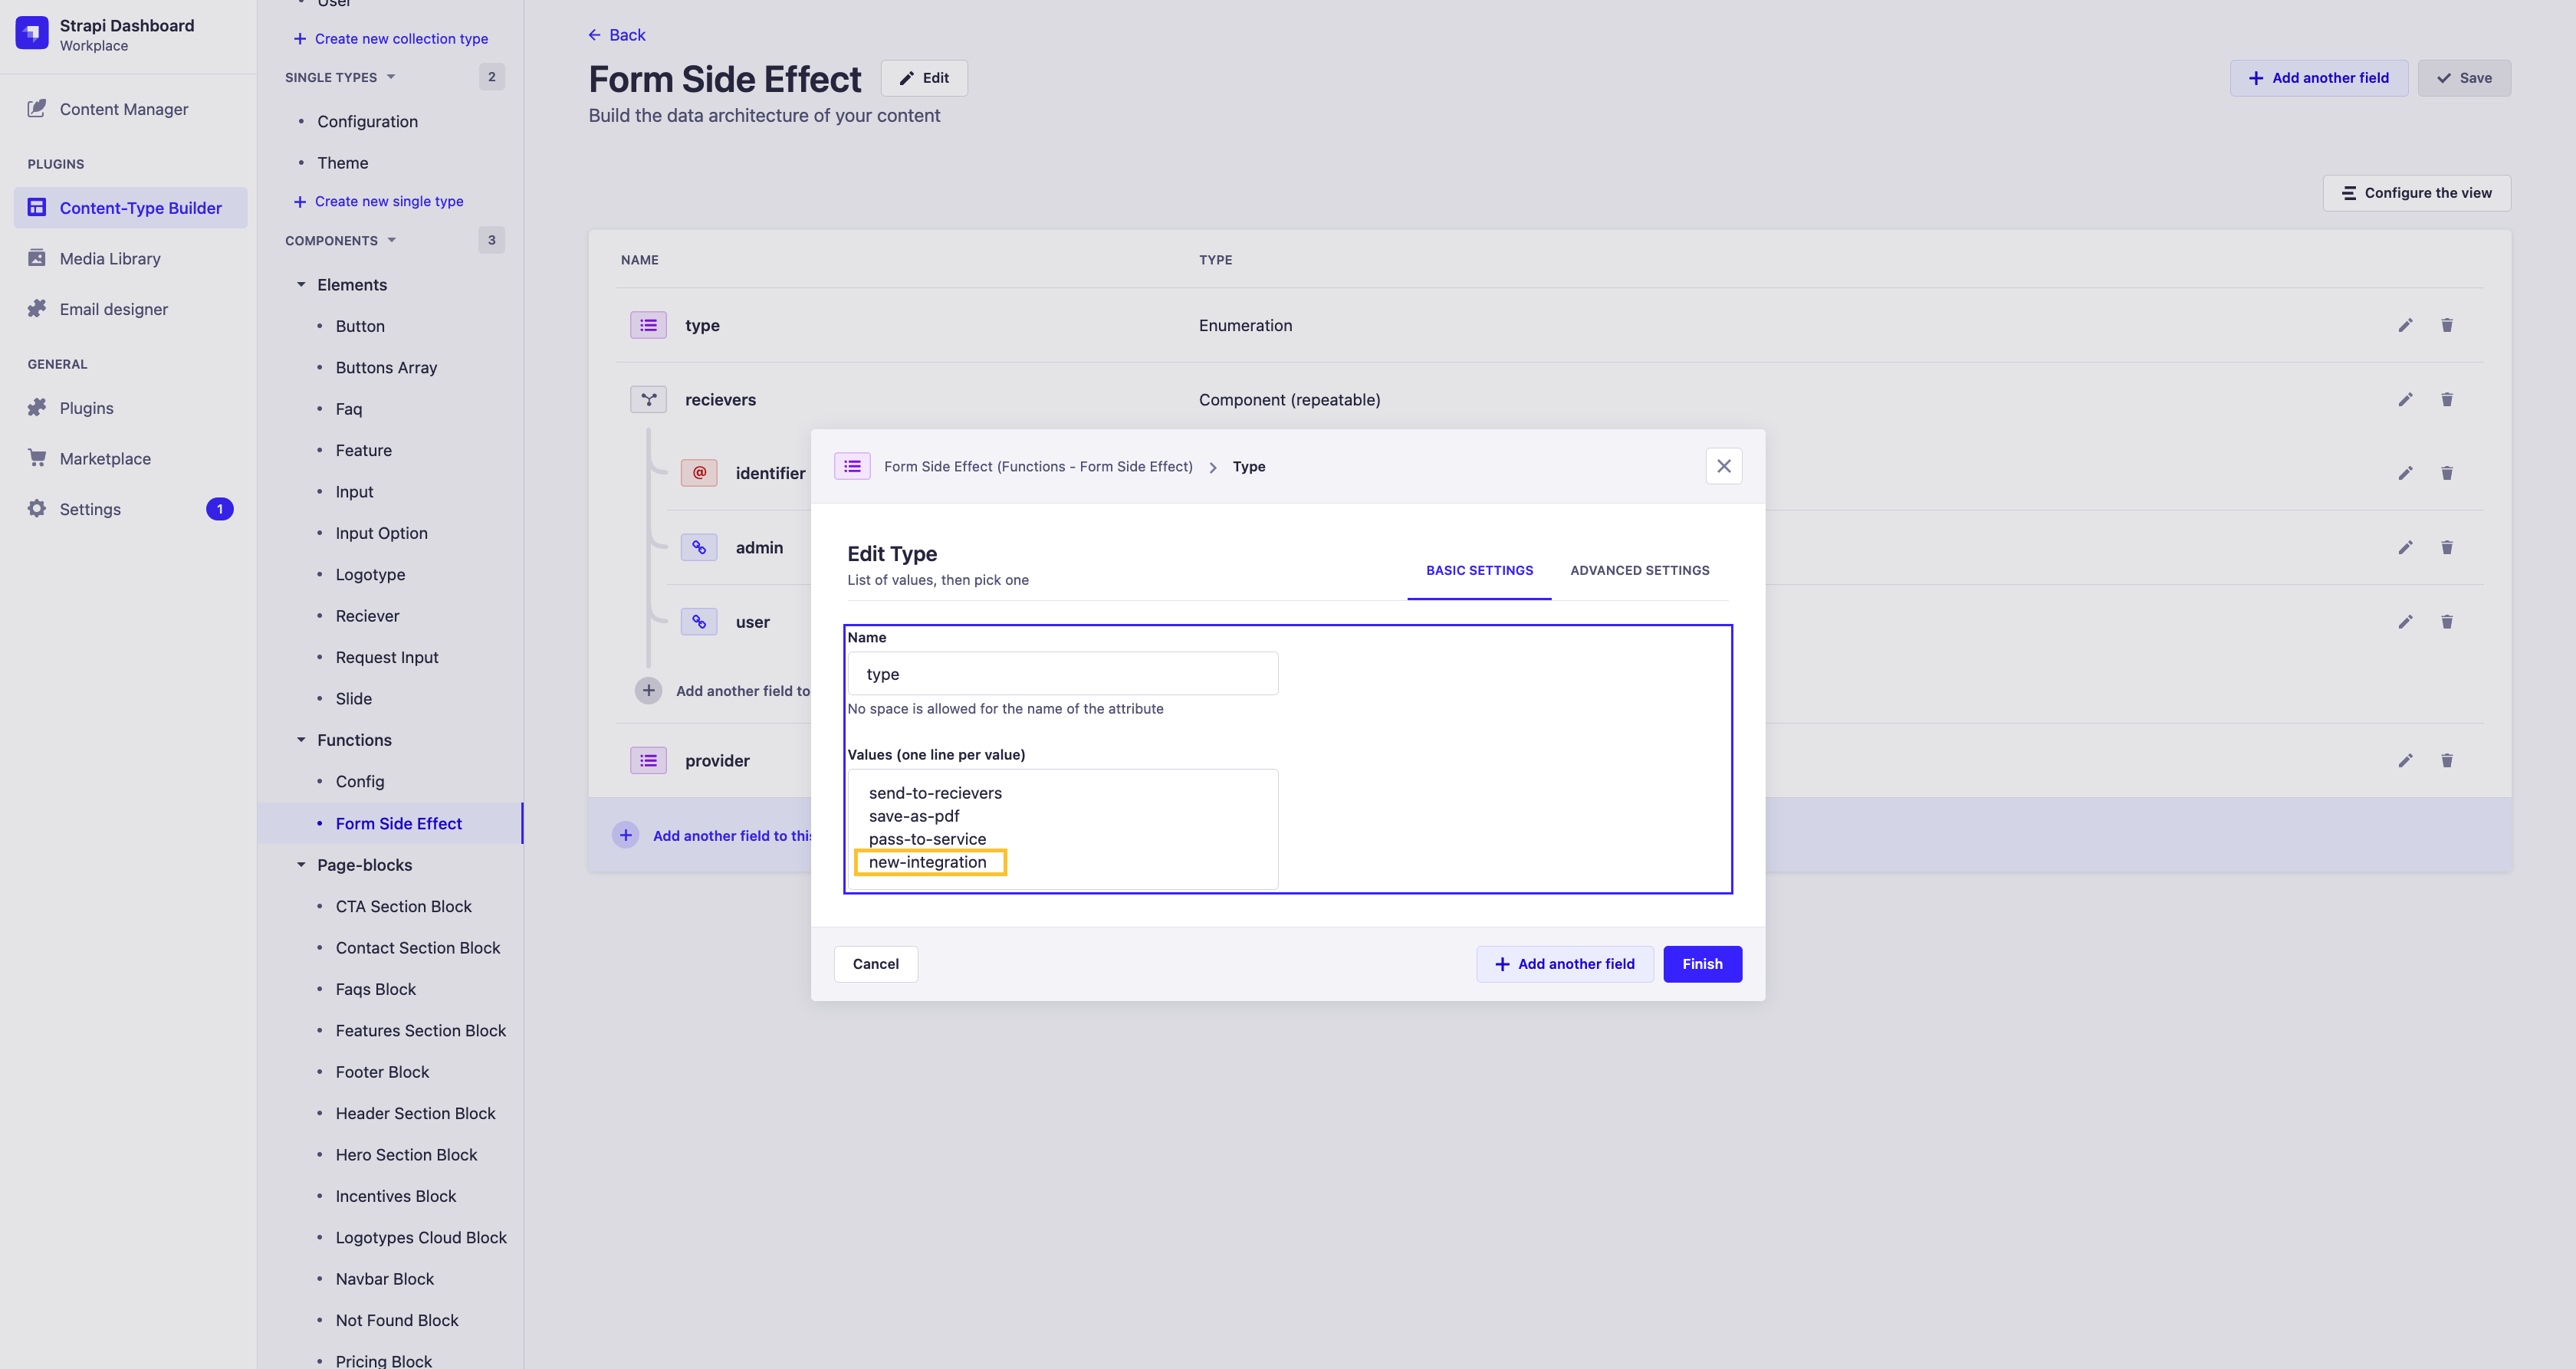 Strapi Dashboard
Workplace
Content Manager
PLUGINS
Content-Type Builder
Media Library
Email designer
GENERAL
Plugins
Marketplace
Settings
1
User
Create new collection type
SINGLE TYPES
2
Configuration
Theme
Create new single type
COMPONENTS
3
Elements
Button
Buttons Array
Faq
Feature
Input
Input Option
Logotype
Reciever
Request Input
Slide
Functions
Config
Form Side Effect
Page-blocks
CTA Section Block
Contact Section Block
Faqs Block
Features Section Block
Footer Block
Header Section Block
Hero Section Block
Incentives Block
Logotypes Cloud Block
Navbar Block
Not Found Block
Pricing Block
Back
Form Side Effect
Edit
Add another field
Save
Build the data architecture of your content
Configure the view
NAME TYPE
type Enumeration
recievers Component (repeatable)
@ identifier
admin
user
Add another field to
provider
Add another field to this
Form Side Effect (Functions - Form Side Effect) > Type
Edit Type
List of values, then pick one
BASIC SETTINGS
ADVANCED SETTINGS
Name
type
No space is allowed for the name of the attribute
Values (one line per value)
send-to-recievers
save-as-pdf
pass-to-service
new-integration
Cancel
Add another field
Finish